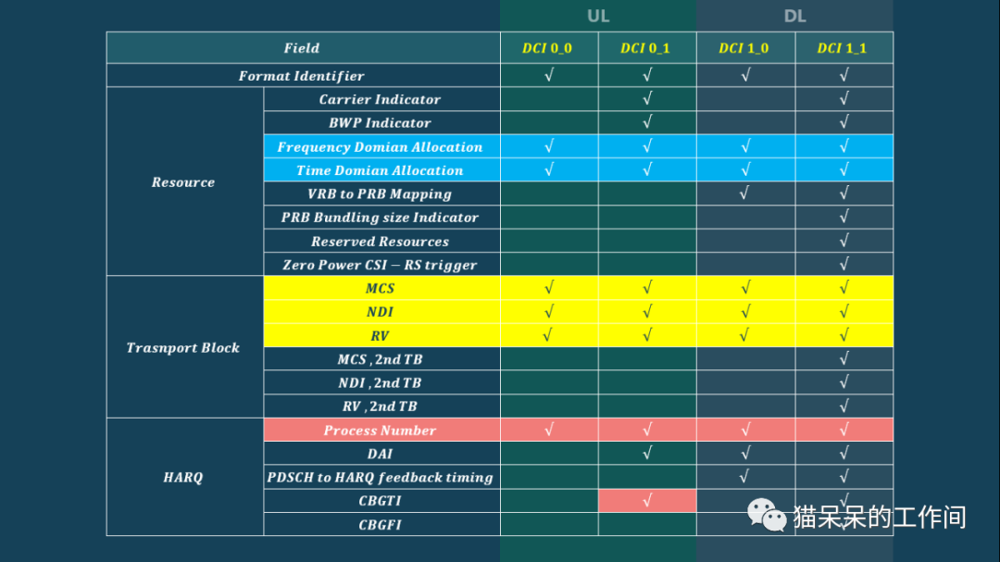 UL DL
Field DCI 0_0 DCI 0_1 DCI 1_0 DCI 1_1
Format Identifier √ √ √ √
Resource
Carrier Indicator √ √
BWP Indicator √ √
Frequency Domian Allocation √ √ √ √
Time Domian Allocation √ √ √ √
VRB to PRB Mapping √ √
PRB Bundling size Indicator √
Reserved Resources √
Zero Power CSI − RS trigger √
Trasnport Block
MCS √ √ √ √
NDI √ √ √ √
RV √ √ √ √
MCS ,2nd TB √
NDI ,2nd TB √
RV ,2nd TB √
HARQ
Process Number √ √ √ √
DAI √ √ √
PDSCH to HARQ feedback timing √ √
CBGTI √ √
CBGFI √
猫呆呆的工作间